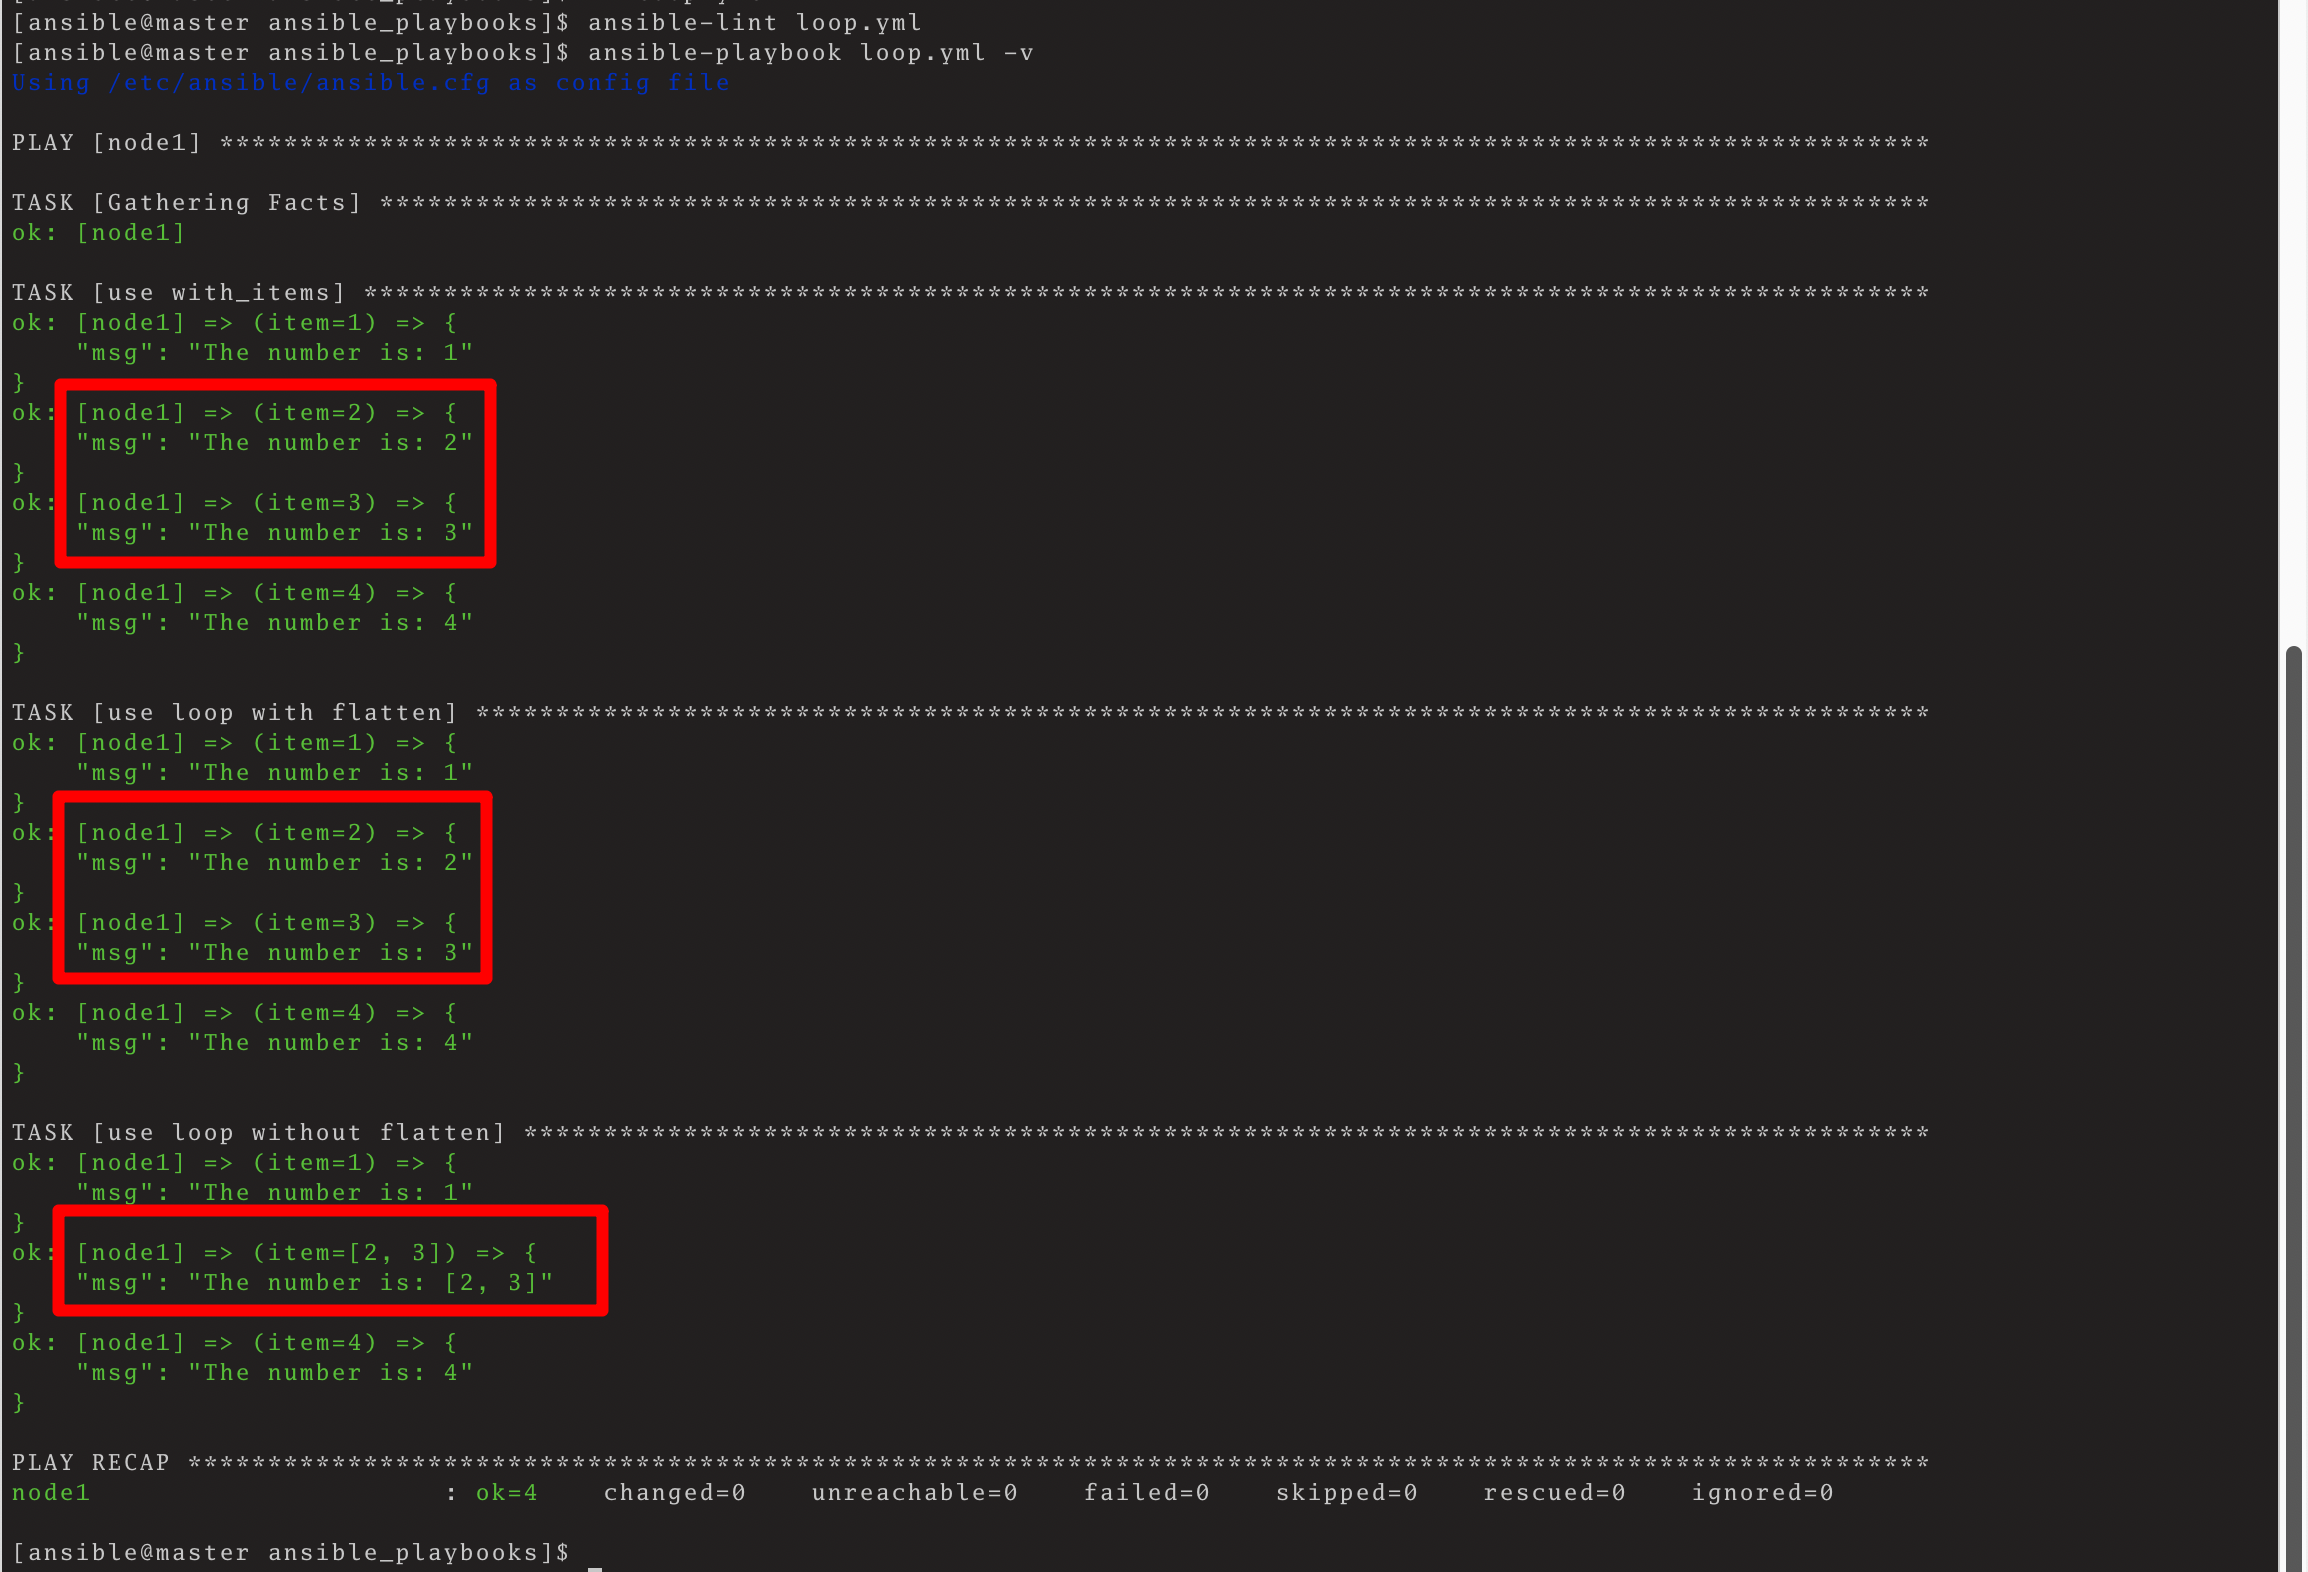 [ansible@master ansible_playbooks]$ ansible-lint loop.yml
[ansible@master ansible_playbooks]$ ansible-playbook loop.yml -v
Using /etc/ansible/ansible.cfg as config file
PLAY [node1] ***********************************************************************************************************
TASK [Gathering Facts] *************************************************************************************************
ok: [node1]
TASK [use with_items] **************************************************************************************************
ok: [node1] => (item=1) => {
"msg": "The number is: 1"
}
ok: [node1] => (item=2) => {
"msg": "The number is: 2"
}
ok: [node1] => (item=3) => {
"msg": "The number is: 3"
}
ok: [node1] => (item=4) => {
"msg": "The number is: 4"
}
TASK [use loop with flatten] *******************************************************************************************
ok: [node1] => (item=1) => {
"msg": "The number is: 1"
}
ok: [node1] => (item=2) => {
"msg": "The number is: 2"
}
ok: [node1] => (item=3) => {
"msg": "The number is: 3"
}
ok: [node1] => (item=4) => {
"msg": "The number is: 4"
}
TASK [use loop without flatten] ****************************************************************************************
ok: [node1] => (item=1) => {
"msg": "The number is: 1"
}
ok: [node1] => (item=[2, 3]) => {
"msg": "The number is: [2, 3]"
}
ok: [node1] => (item=4) => {
"msg": "The number is: 4"
}
PLAY RECAP *************************************************************************************************************
node1 : ok=4 changed=0 unreachable=0 failed=0 skipped=0 rescued=0 ignored=0
[ansible@master ansible_playbooks]$